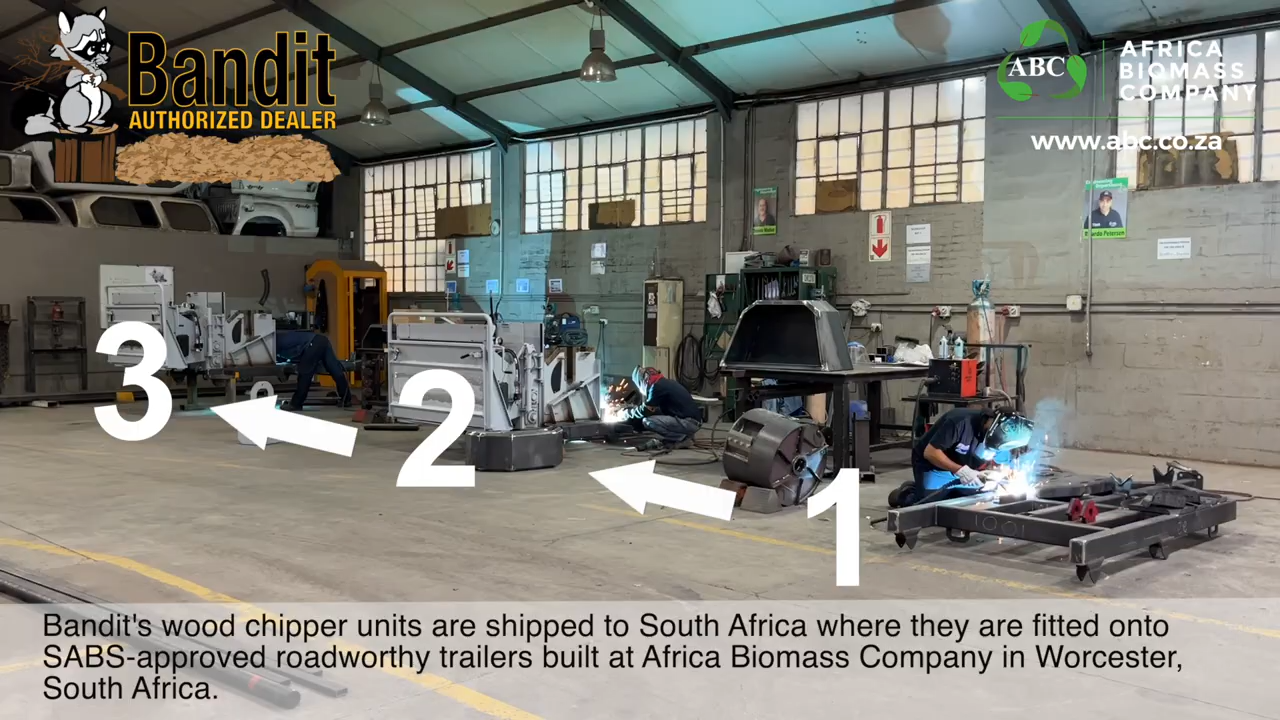 Bandit
AUTHORIZED DEALER
ABC
AFRICA
BIOMASS
COMPANY
www.abc.co.za
3
2
1
1001
Bandit's wood chipper units are shipped to South Africa where they are fitted onto
SABS-approved roadworthy trailers built at Africa Biomass Company in Worcester,
South Africa.